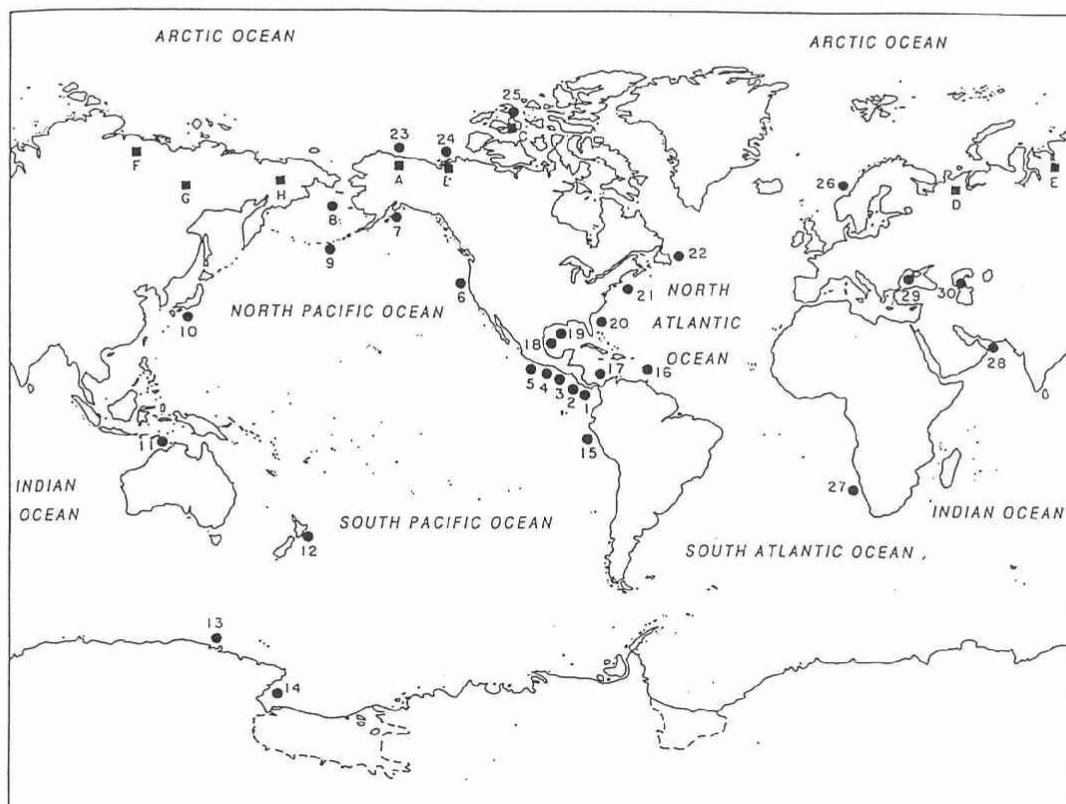 ARCTIC OCEAN
ARCTIC OCEAN
25
C
23
24
F
A
E
G
H
26
D
8
7
9
22
6
29
30
NORTH PACIFIC OCEAN
21
NORTH
10
20
ATLANTIC
19
18
OCEAN
28
5
4
3
2
1
17
16
11
15
INDIAN
OCEAN
27
SOUTH PACIFIC OCEAN
INDIAN OCEAN
12
SOUTH ATLANTIC OCEAN
13
14